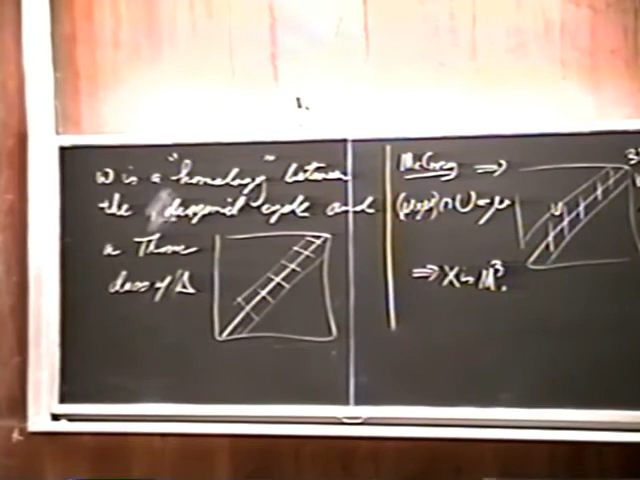 ω is a "homology" between
the diagonal cycle and
a Thom
class of Δ
McCrory ⇒
∩ U = μ
U
⇒ X is M³.